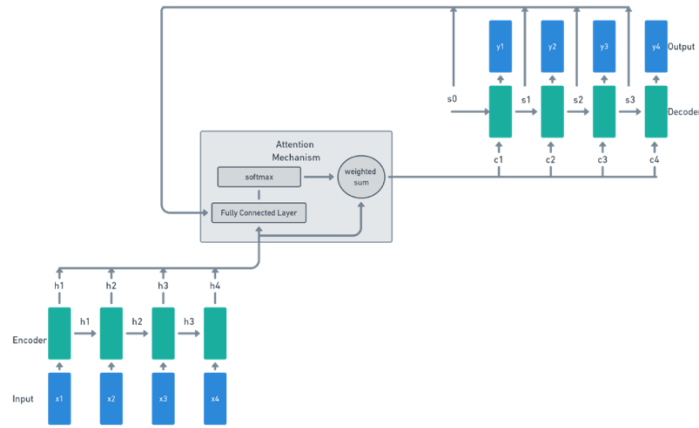 y1
y2
y3
y4
Output
s0
s1
s2
s3
Decoder
c1
c2
c3
c4
Attention
Mechanism
softmax
weighted
sum
Fully Connected Layer
h1
h2
h3
h4
h1
h2
h3
Encoder
Input
x1
x2
x3
x4